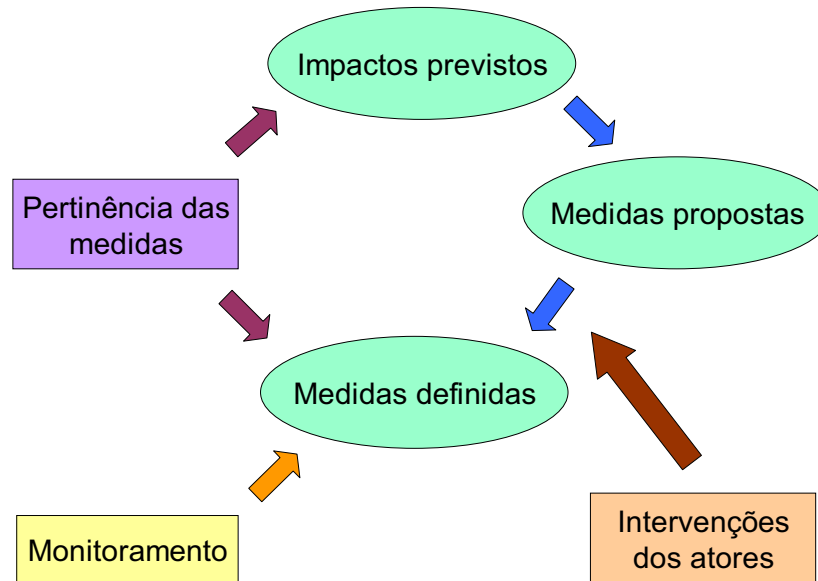 Impactos previstos
Pertinência das
medidas
Medidas propostas
Medidas definidas
Monitoramento
Intervenções
dos atores